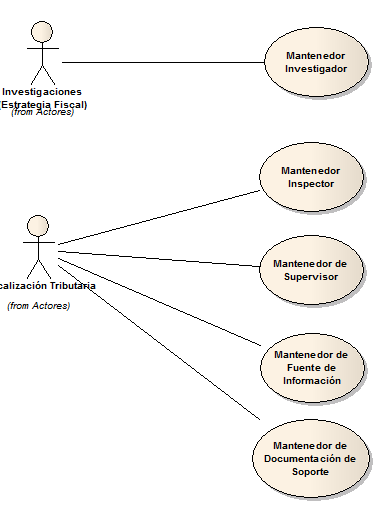 Mantenedor
Investigador
Investigaciones
(Estrategia Fiscal)
(from Actores)
Mantenedor
Inspector
Mantenedor de
Supervisor
calización Tributaria
(from Actores)
Mantenedor de
Fuente de
Información
Mantenedor de
Documentación de
Soporte